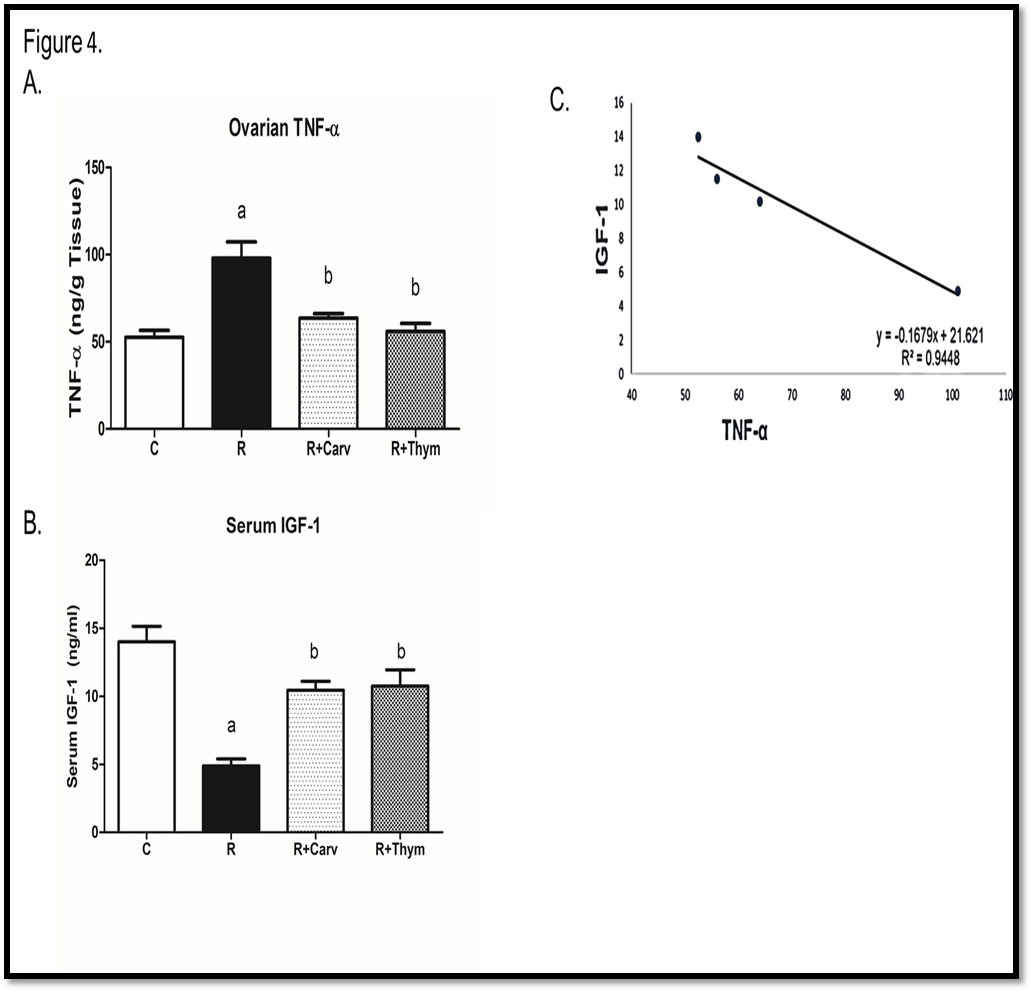 Figure 4.
A.
Ovarian TNF-α
TNF-α (ng/g Tissue)
150
100
50
0
a
b
b
C R R+Carv R+Thym
B.
Serum IGF-1
Serum IGF-1 (ng/ml)
20
15
10
5
0
a
b
b
C R R+Carv R+Thym
C.
IGF-1
16
14
12
10
8
6
4
2
0
y = -0.1679x + 21.621
R² = 0.9448
40 50 60 70 80 90 100 110
TNF-α